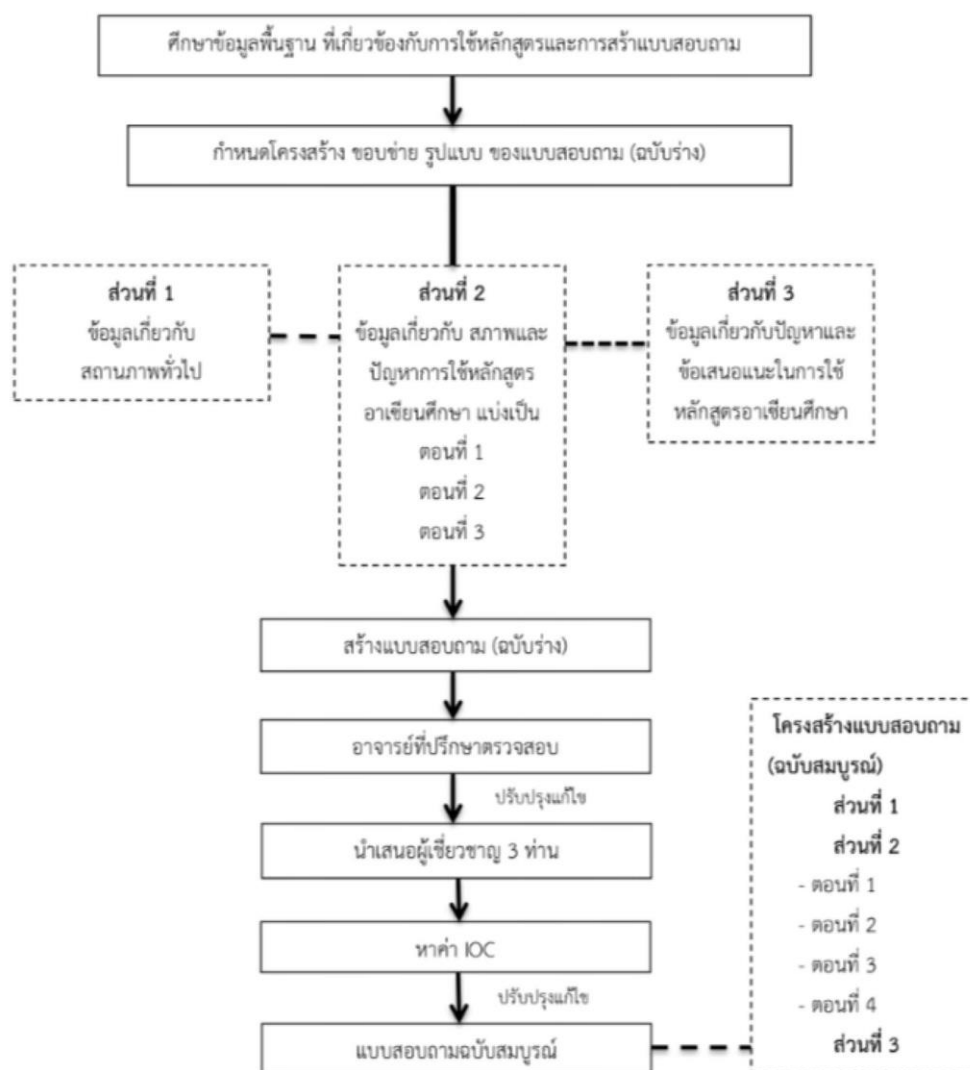 ศึกษาข้อมูลพื้นฐาน ที่เกี่ยวข้องกับการใช้หลักสูตรและการสร้าแบบสอบถาม
กำหนดโครงสร้าง ขอบข่าย รูปแบบ ของแบบสอบถาม (ฉบับร่าง)
ส่วนที่ 1
ข้อมูลเกี่ยวกับ
สถานภาพทั่วไป
ส่วนที่ 2
ข้อมูลเกี่ยวกับ สภาพและ
ปัญหาการใช้หลักสูตร
อาเซียนศึกษา แบ่งเป็น
ตอนที่ 1
ตอนที่ 2
ตอนที่ 3
ส่วนที่ 3
ข้อมูลเกี่ยวกับปัญหาและ
ข้อเสนอแนะในการใช้
หลักสูตรอาเซียนศึกษา
สร้างแบบสอบถาม (ฉบับร่าง)
อาจารย์ที่ปรึกษาตรวจสอบ
ปรับปรุงแก้ไข
นำเสนอผู้เชี่ยวชาญ 3 ท่าน
หาค่า IOC
ปรับปรุงแก้ไข
แบบสอบถามฉบับสมบูรณ์
โครงสร้างแบบสอบถาม
(ฉบับสมบูรณ์)
ส่วนที่ 1
ส่วนที่ 2
- ตอนที่ 1
- ตอนที่ 2
- ตอนที่ 3
- ตอนที่ 4
ส่วนที่ 3